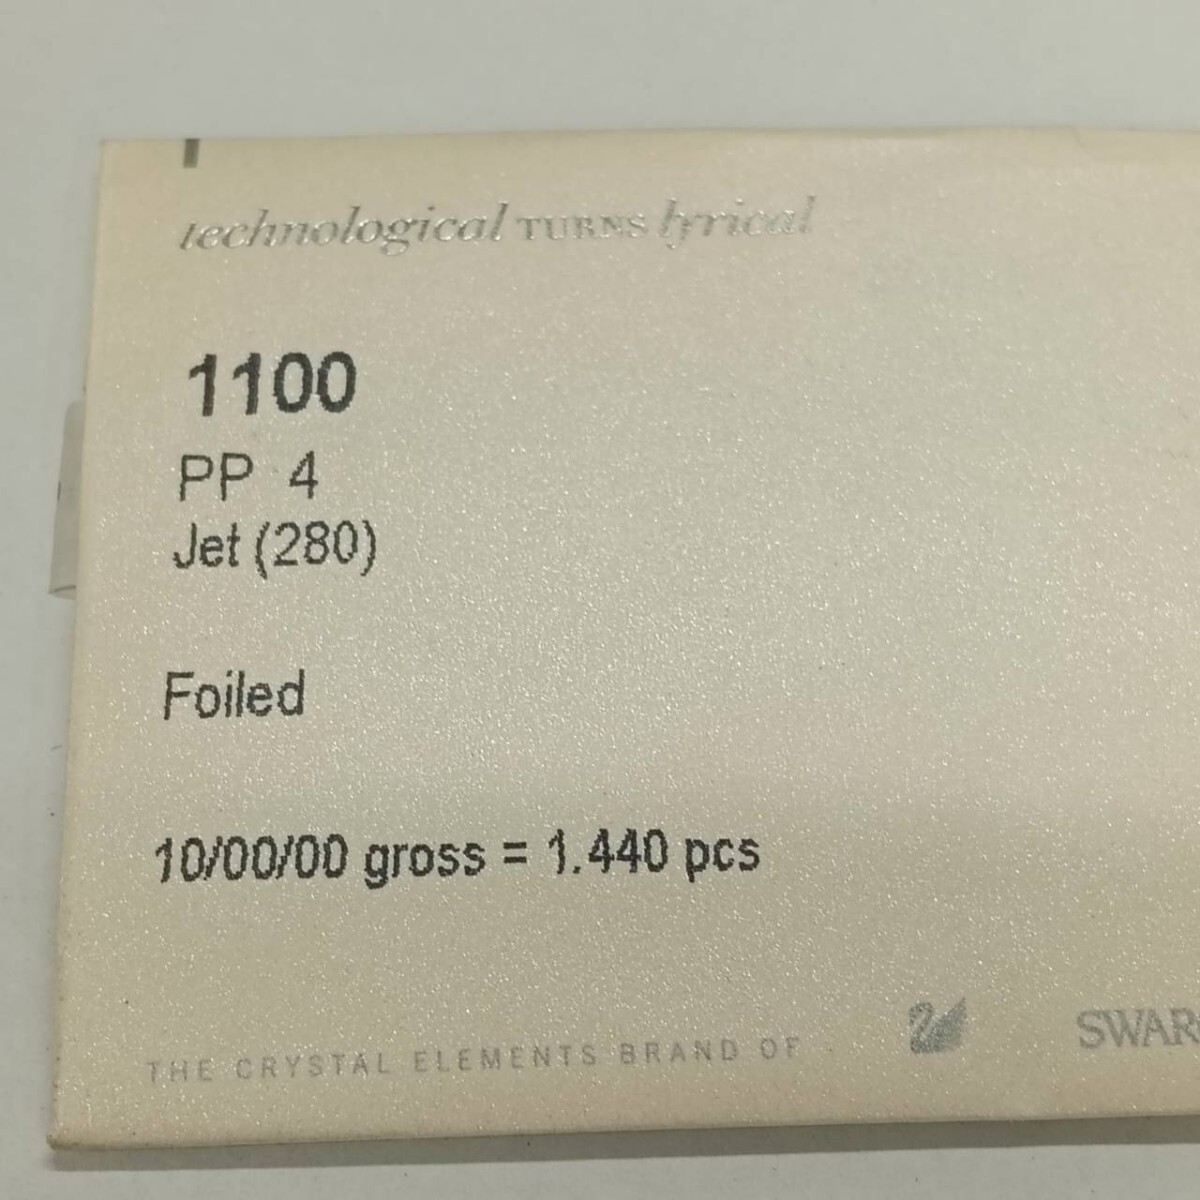 technological TURNS lyrical
1100
PP 4
Jet (280)
Foiled
10/00/00 gross = 1.440 pcs
THE CRYSTAL ELEMENTS BRAND OF
SWAR